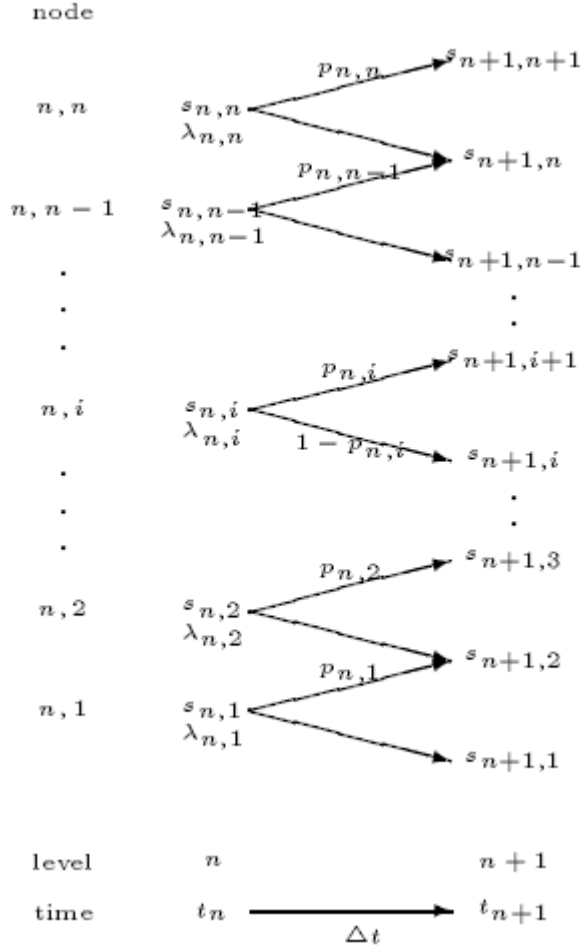 node
s_{n+1,n+1}
p_{n,n}
n, n s_{n,n}
λ_{n,n}
s_{n+1,n}
p_{n,n−1}
n, n − 1 s_{n,n−1}
λ_{n,n−1}
s_{n+1,n−1}
.
.
.
.
.
s_{n+1,i+1}
p_{n,i}
n, i s_{n,i}
λ_{n,i}
1 − p_{n,i}
s_{n+1,i}
.
.
.
.
.
s_{n+1,3}
p_{n,2}
n, 2 s_{n,2}
λ_{n,2}
s_{n+1,2}
p_{n,1}
n, 1 s_{n,1}
λ_{n,1}
s_{n+1,1}
level n n + 1
time t_n t_{n+1}
△t